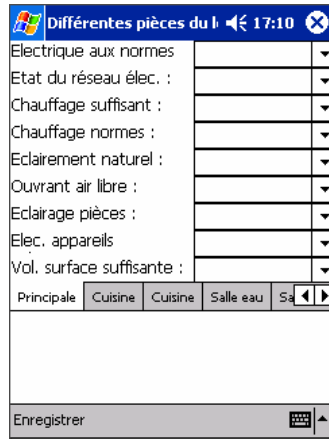 Différentes pièces du l 17:10
Electrique aux normes
Etat du réseau élec. :
Chauffage suffisant :
Chauffage normes :
Eclairement naturel :
Ouvrant air libre :
Eclairage pièces :
Elec. appareils
Vol. surface suffisante :
Principale Cuisine Cuisine Salle eau Sa
Enregistrer